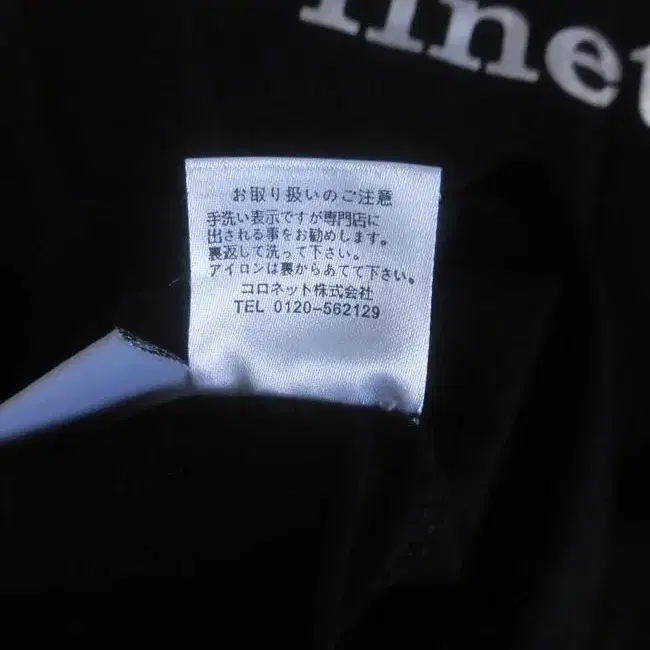 お取り扱いのご注意
手洗い表示ですが専門店に
出される事をお勧めします。
裏返して洗って下さい。
アイロンは裏からあてて下さい。
コロネット株式会社
TEL 0120-562129